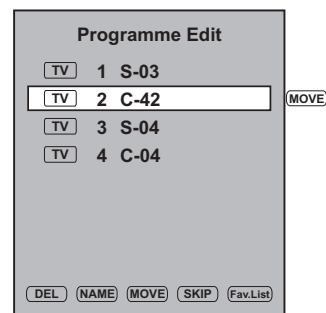 Programme Edit
TV 1 S-03
TV 2 C-42 MOVE
TV 3 S-04
TV 4 C-04
DEL NAME MOVE SKIP Fav.List